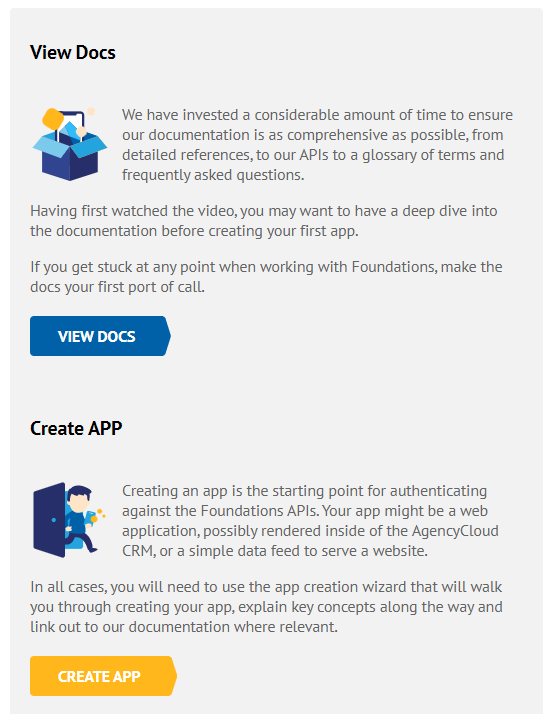 View Docs
We have invested a considerable amount of time to ensure
our documentation is as comprehensive as possible, from
detailed references, to our APIs to a glossary of terms and
frequently asked questions.
Having first watched the video, you may want to have a deep dive into
the documentation before creating your first app.
If you get stuck at any point when working with Foundations, make the
docs your first port of call.
VIEW DOCS
Create APP
Creating an app is the starting point for authenticating
against the Foundations APIs. Your app might be a web
application, possibly rendered inside of the AgencyCloud
CRM, or a simple data feed to serve a website.
In all cases, you will need to use the app creation wizard that will walk
you through creating your app, explain key concepts along the way and
link out to our documentation where relevant.
CREATE APP